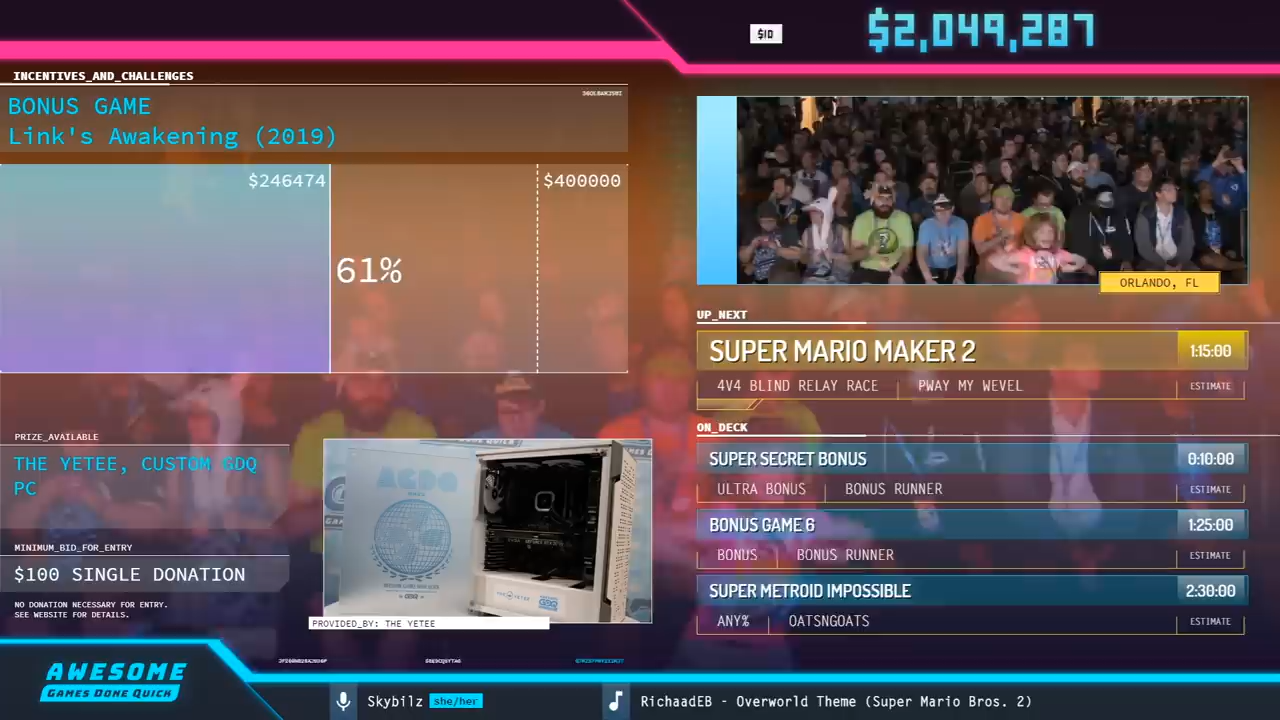 $10
$2,049,287
INCENTIVES_AND_CHALLENGES
BONUS GAME
Link's Awakening (2019)
$246474
$400000
61%
PRIZE_AVAILABLE
THE YETEE, CUSTOM GDQ
PC
MINIMUM_BID_FOR_ENTRY
$100 SINGLE DONATION
NO DONATION NECESSARY FOR ENTRY.
SEE WEBSITE FOR DETAILS.
AGDQ
PROVIDED_BY: THE YETEE
ORLANDO, FL
UP_NEXT
SUPER MARIO MAKER 2
1:15:00
4V4 BLIND RELAY RACE
PWAY MY WEVEL
ESTIMATE
ON_DECK
SUPER SECRET BONUS
0:10:00
ULTRA BONUS
BONUS RUNNER
ESTIMATE
BONUS GAME 6
1:25:00
BONUS
BONUS RUNNER
ESTIMATE
SUPER METROID IMPOSSIBLE
2:30:00
ANY%
OATSNGOATS
ESTIMATE
AWESOME
GAMES DONE QUICK
Skybilz she/her
RichaadEB - Overworld Theme (Super Mario Bros. 2)